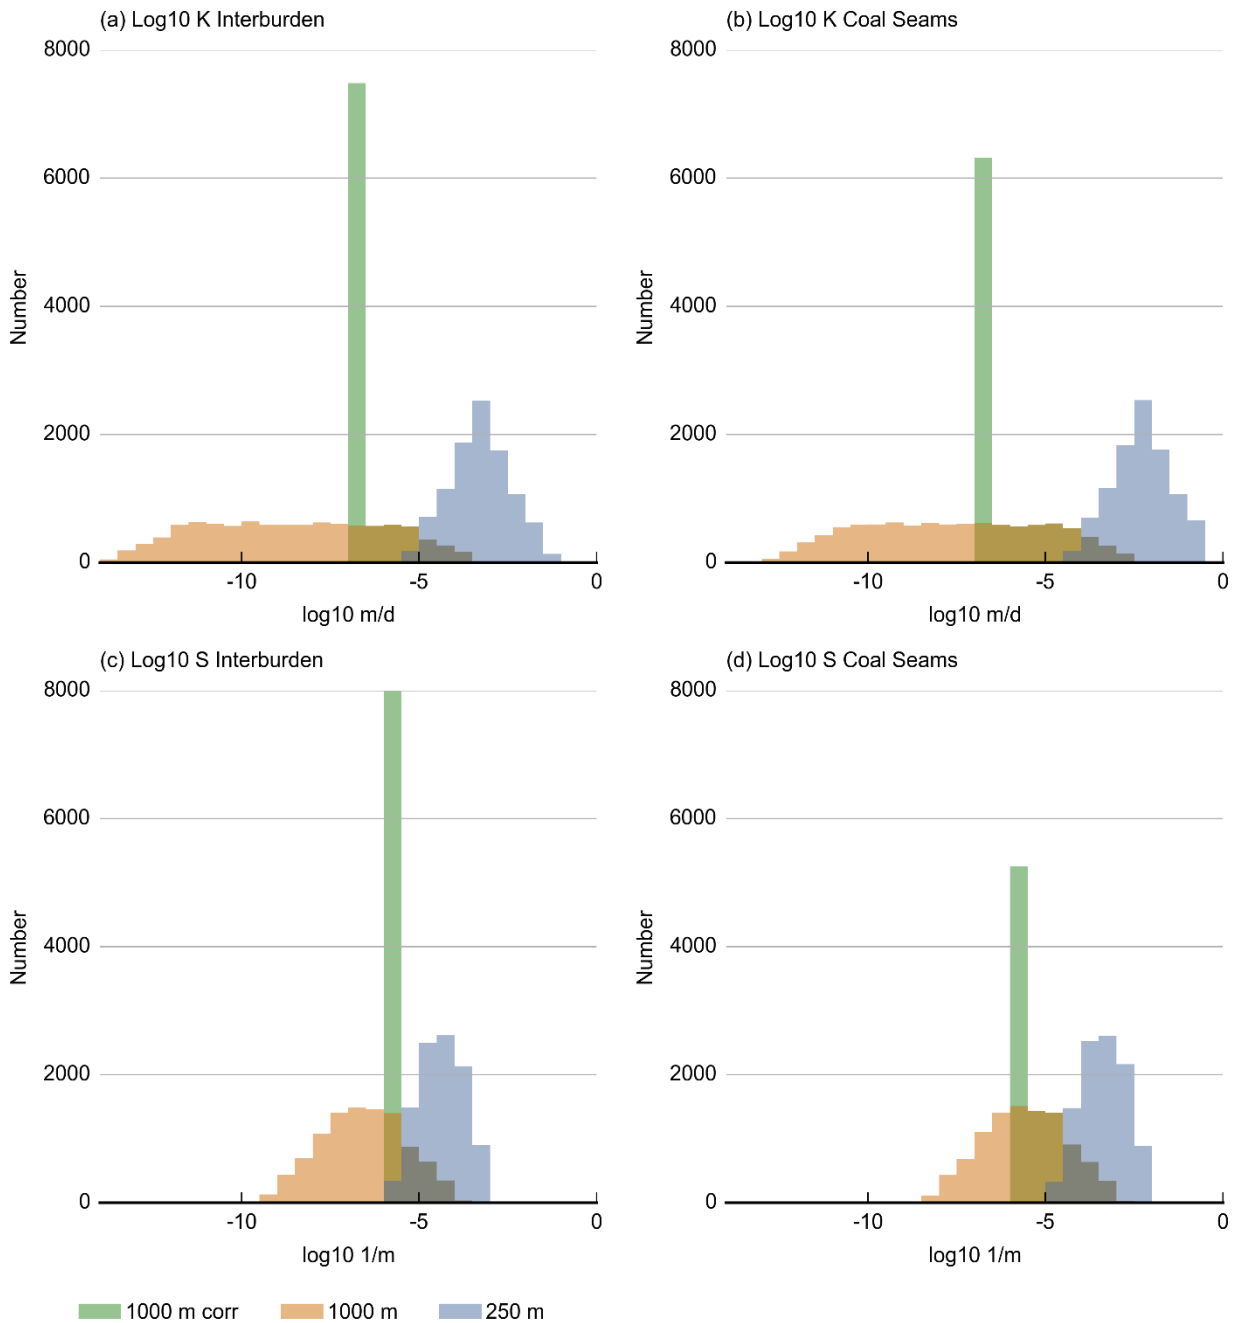 (a) Log10 K Interburden
8000
6000
4000
2000
0
Number
-10
-5
0
log10 m/d
(b) Log10 K Coal Seams
8000
6000
4000
2000
0
Number
-10
-5
0
log10 m/d
(c) Log10 S Interburden
8000
6000
4000
2000
0
Number
-10
-5
0
log10 1/m
(d) Log10 S Coal Seams
8000
6000
4000
2000
0
Number
-10
-5
0
log10 1/m
1000 m corr
1000 m
250 m